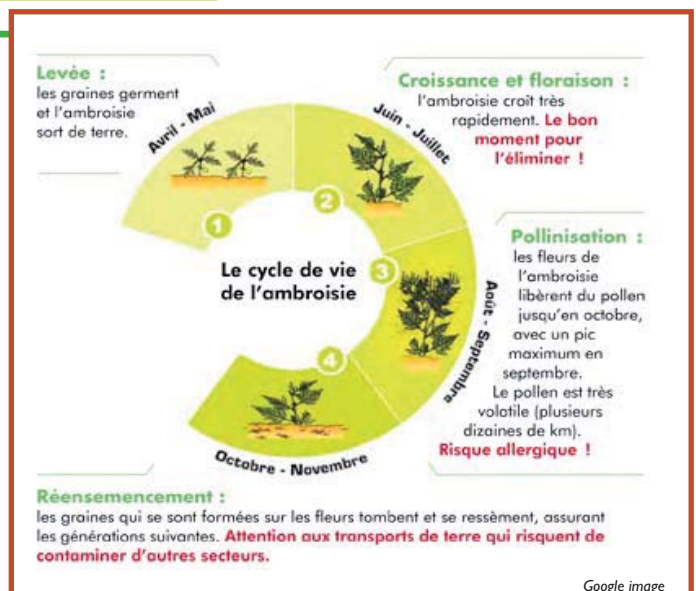 Levée :
les graines germent
et l'ambroisie
sort de terre.
Avril - Mai
1
Juin - Juillet
2
Croissance et floraison :
l'ambroisie croît très
rapidement. Le bon
moment pour
l'éliminer !
Le cycle de vie
de l'ambroisie
3
Août - Septembre
Pollinisation :
les fleurs de
l'ambroisie
libèrent du pollen
jusqu'en octobre,
avec un pic
maximum en
septembre.
Le pollen est très
volatile (plusieurs
dizaines de km).
Risque allergique !
4
Octobre - Novembre
Réensemencement :
les graines qui se sont formées sur les fleurs tombent et se ressèment, assurant
les générations suivantes. Attention aux transports de terre qui risquent de
contaminer d'autres secteurs.
Google image